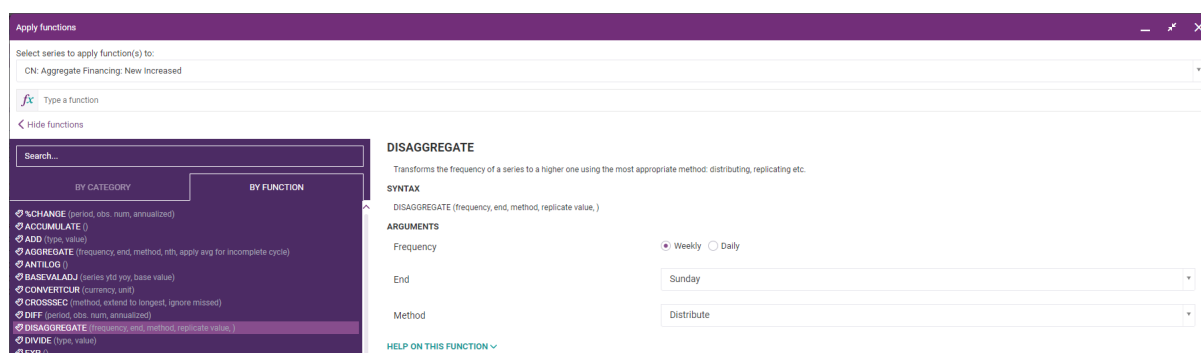 Apply functions
Select series to apply function(s) to:
CN: Aggregate Financing: New Increased
fx Type a function
Hide functions
Search...
BY CATEGORY
BY FUNCTION
%CHANGE (period, obs. num, annualized)
ACCUMULATE ()
ADD (type, value)
AGGREGATE (frequency, end, method, nth, apply avg for incomplete cycle)
ANTILOG ()
BASEVALADJ (series ytd yoy, base value)
CONVERTCUR (currency, unit)
CROSSSEC (method, extend to longest, ignore missed)
DIFF (period, obs. num, annualized)
DISAGGREGATE (frequency, end, method, replicate value, )
DIVIDE (type, value)
DISAGGREGATE
Transforms the frequency of a series to a higher one using the most appropriate method: distributing, replicating etc.
SYNTAX
DISAGGREGATE (frequency, end, method, replicate value, )
ARGUMENTS
Frequency
Weekly
Daily
End
Sunday
Method
Distribute
HELP ON THIS FUNCTION